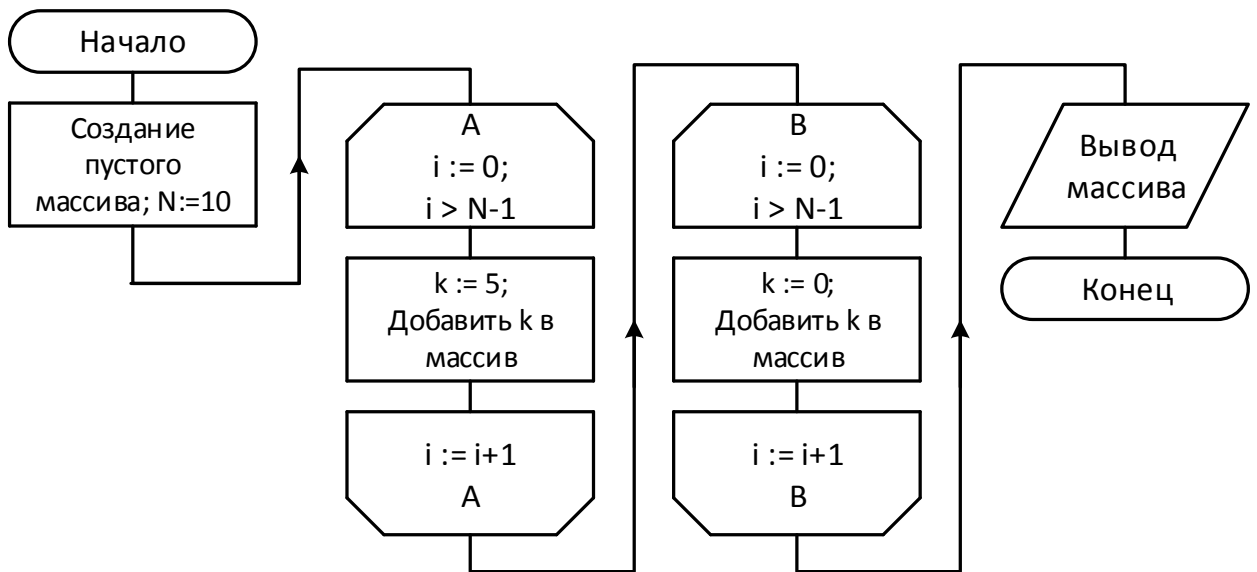 Начало
Создание
пустого
массива; N:=10
A
i := 0;
i > N-1
k := 5;
Добавить k в
массив
i := i+1
A
B
i := 0;
i > N-1
k := 0;
Добавить k в
массив
i := i+1
B
Вывод
массива
Конец